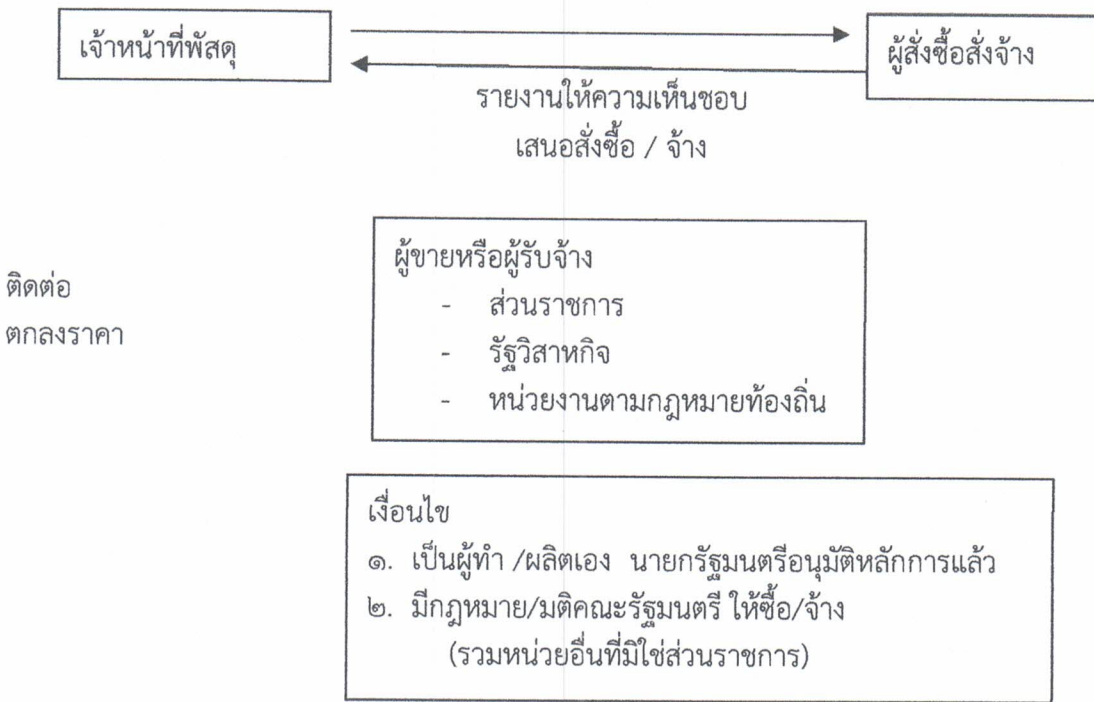 เจ้าหน้าที่พัสดุ
ผู้สั่งซื้อสั่งจ้าง
รายงานให้ความเห็นชอบ
เสนอสั่งซื้อ / จ้าง
ติดต่อ
ตกลงราคา
ผู้ขายหรือผู้รับจ้าง
- ส่วนราชการ
- รัฐวิสาหกิจ
- หน่วยงานตามกฎหมายท้องถิ่น
เงื่อนไข
๑. เป็นผู้ทำ /ผลิตเอง นายกรัฐมนตรีอนุมัติหลักการแล้ว
๒. มีกฎหมาย/มติคณะรัฐมนตรี ให้ซื้อ/จ้าง
(รวมหน่วยอื่นที่มิใช่ส่วนราชการ)